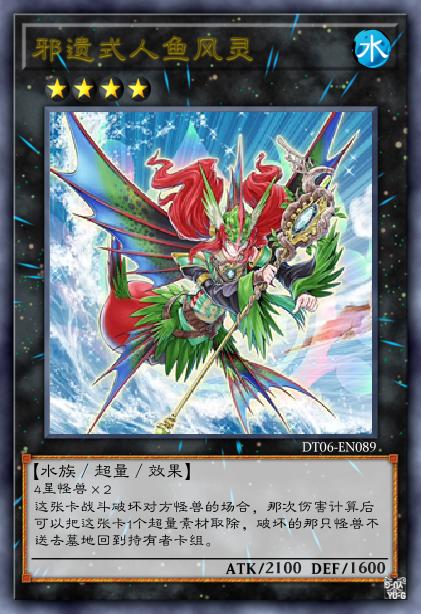 邪遗式人鱼风灵
水
DT06-EN089
【水族／超量／效果】
4星怪兽×2
这张卡战斗破坏对方怪兽的场合，那次伤害计算后
可以把这张卡1个超量素材取除，破坏的那只怪兽不
送去墓地回到持有者卡组。
ATK/2100 DEF/1600